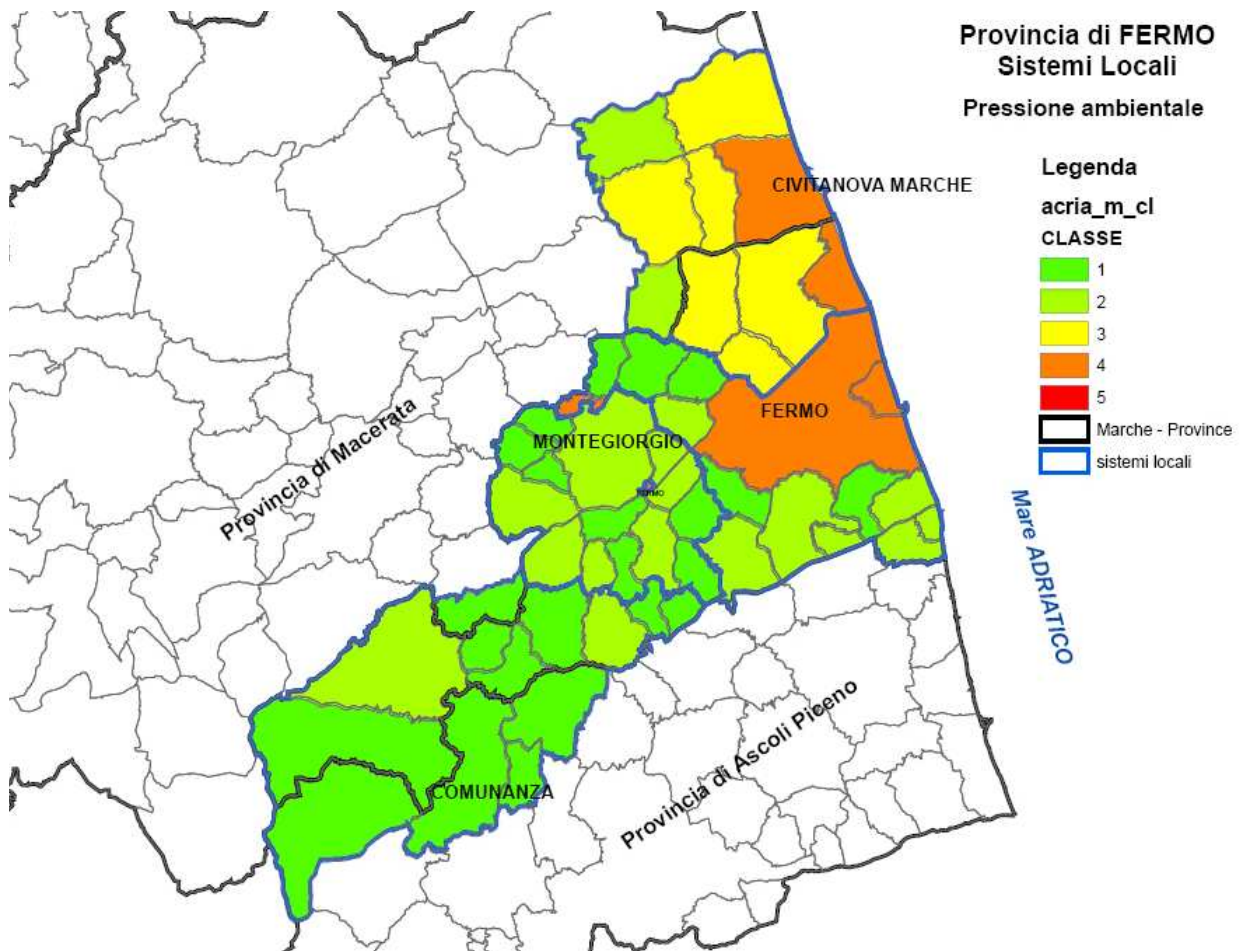 Provincia di FERMO
Sistemi Locali
Pressione ambientale
Legenda
acria_m_cl
CLASSE
1
2
3
4
5
Marche - Province
sistemi locali
CIVITANOVA MARCHE
FERMO
MONTEGIORGIO
FERMO
Provincia di Macerata
Mare ADRIATICO
Provincia di Ascoli Piceno
COMUNANZA